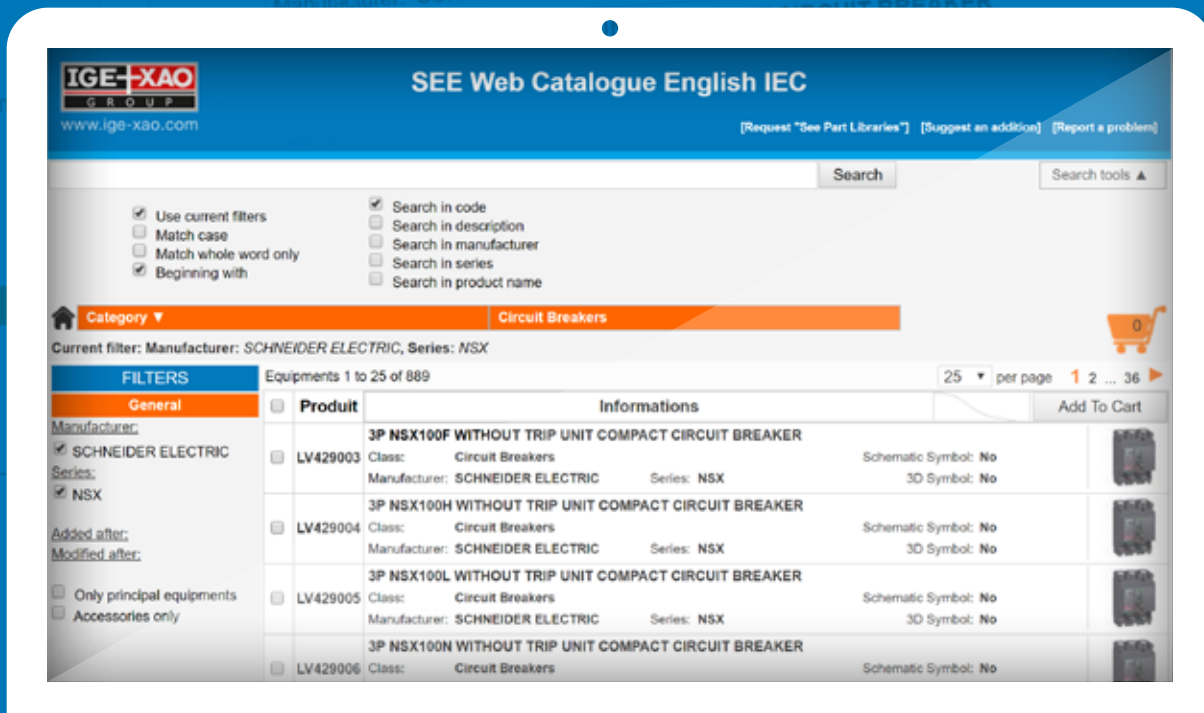 Manufacturer:
CIRCUIT BREAKER
IGE+XAO
GROUP
www.ige-xao.com
SEE Web Catalogue English IEC
[Request "See Part Libraries"] [Suggest an addition] [Report a problem]
Search
Search tools ▲
Use current filters
Match case
Match whole word only
Beginning with
Search in code
Search in description
Search in manufacturer
Search in series
Search in product name
Category ▼
Circuit Breakers
0
Current filter: Manufacturer: SCHNEIDER ELECTRIC, Series: NSX
FILTERS
General
Manufacturer:
SCHNEIDER ELECTRIC
Series:
NSX
Added after:
Modified after:
Only principal equipments
Accessories only
Equipments 1 to 25 of 889
25 ▼ per page 1 2 ... 36
Produit Informations Add To Cart
3P NSX100F WITHOUT TRIP UNIT COMPACT CIRCUIT BREAKER
LV429003 Class: Circuit Breakers Schematic Symbol: No
Manufacturer: SCHNEIDER ELECTRIC Series: NSX 3D Symbol: No
3P NSX100H WITHOUT TRIP UNIT COMPACT CIRCUIT BREAKER
LV429004 Class: Circuit Breakers Schematic Symbol: No
Manufacturer: SCHNEIDER ELECTRIC Series: NSX 3D Symbol: No
3P NSX100L WITHOUT TRIP UNIT COMPACT CIRCUIT BREAKER
LV429005 Class: Circuit Breakers Schematic Symbol: No
Manufacturer: SCHNEIDER ELECTRIC Series: NSX 3D Symbol: No
3P NSX100N WITHOUT TRIP UNIT COMPACT CIRCUIT BREAKER
LV429006 Class: Circuit Breakers Schematic Symbol: No